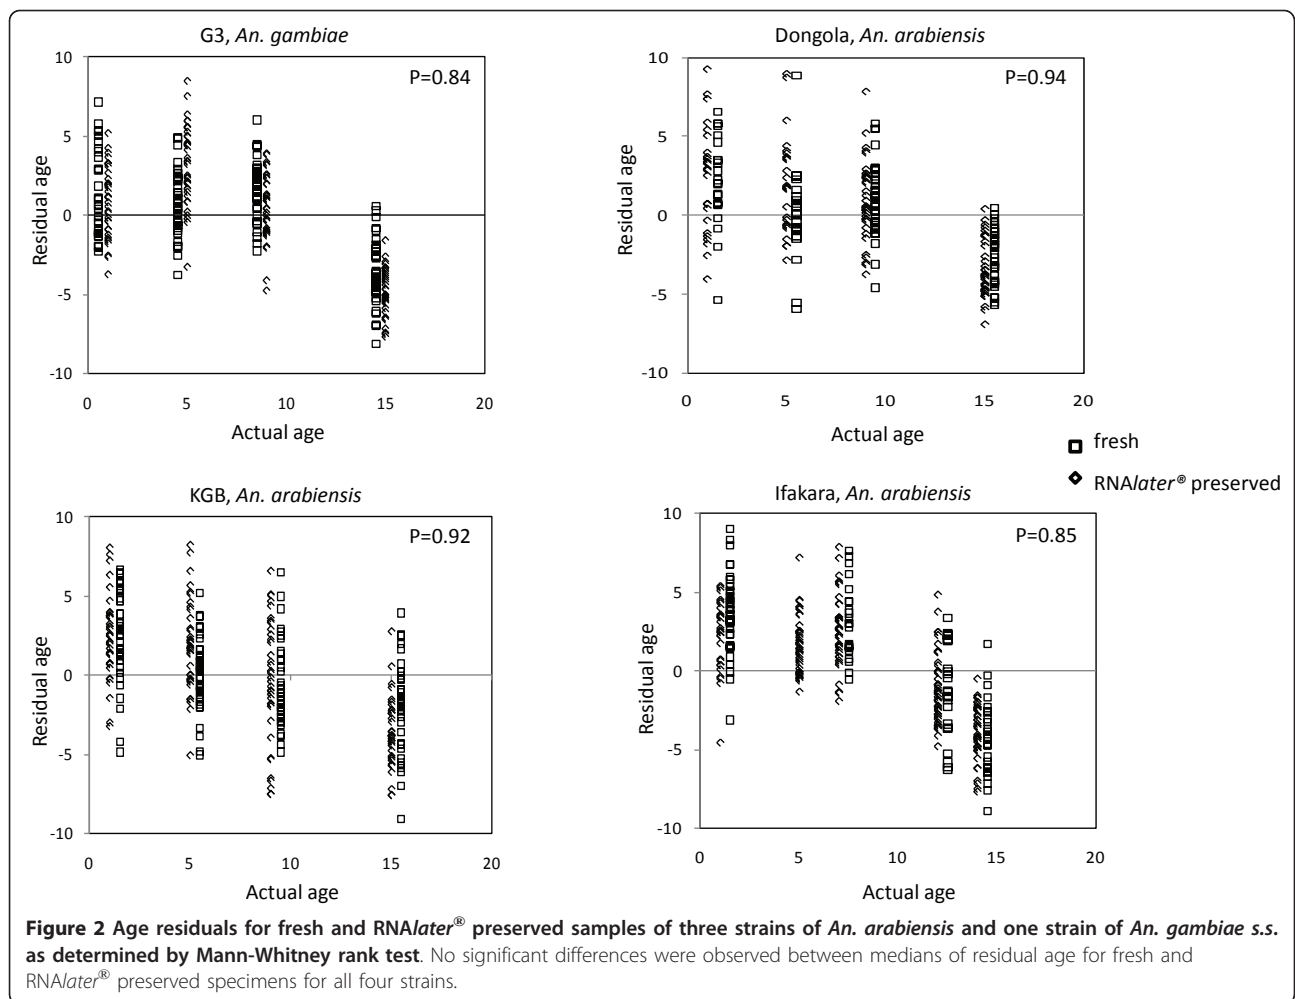 G3, An. gambiae
10
5
0
-5
-10
Residual age
P=0.84
0 5 10 15 20
Actual age
Dongola, An. arabiensis
10
5
0
-5
-10
Residual age
P=0.94
0 5 10 15 20
Actual age
fresh
RNAlater® preserved
KGB, An. arabiensis
10
5
0
-5
-10
Residual age
P=0.92
0 5 10 15 20
Actual age
Ifakara, An. arabiensis
10
5
0
-5
-10
Residual age
P=0.85
0 5 10 15 20
Actual age
Figure 2 Age residuals for fresh and RNAlater® preserved samples of three strains of An. arabiensis and one strain of An. gambiae s.s.
as determined by Mann-Whitney rank test. No significant differences were observed between medians of residual age for fresh and
RNAlater® preserved specimens for all four strains.